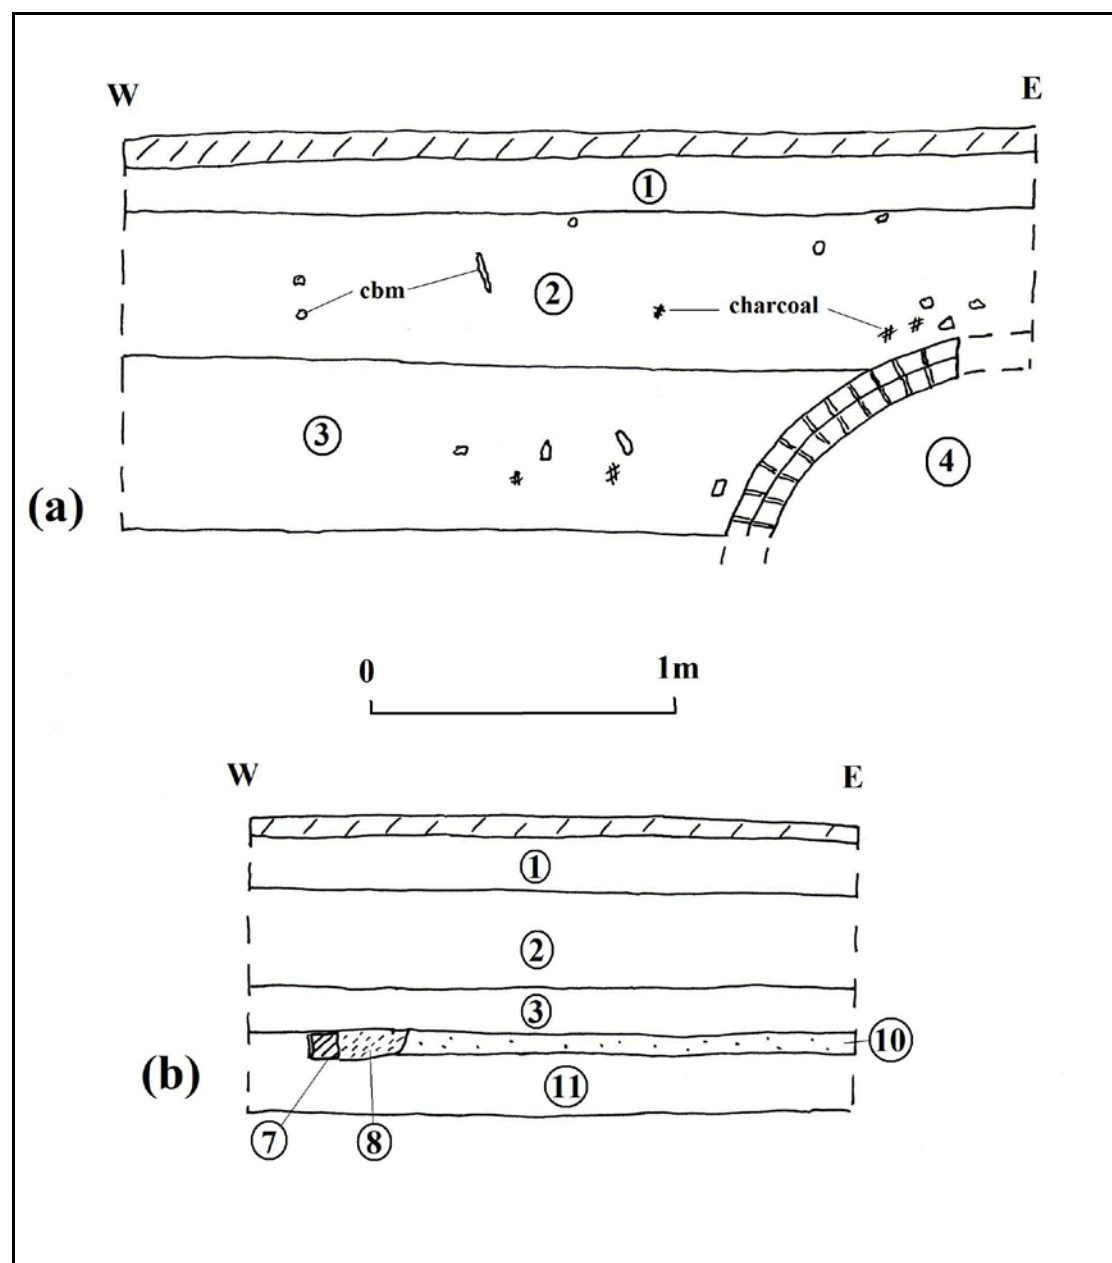 W E
①
cbm ② charcoal
③ ④
(a)
0 1m
W E
①
②
③
⑩
(b) ⑪
⑦ ⑧